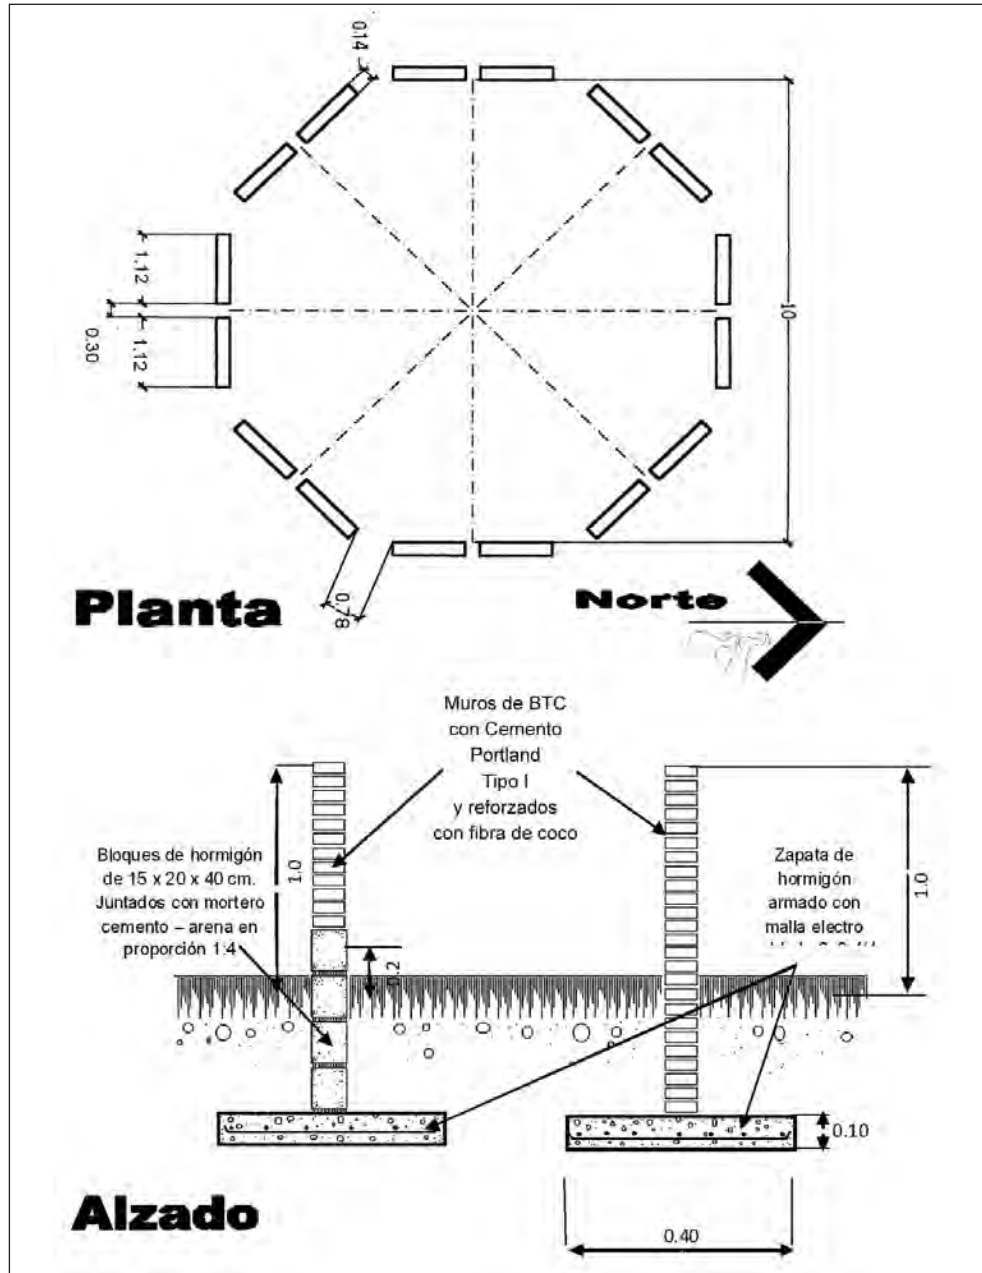 0.14
1.12
0.30
1.12
10
Planta
Norte
Muros de BTC
con Cemento
Portland
Tipo I
y reforzados
con fibra de coco
Bloques de hormigón
de 15 x 20 x 40 cm.
Juntados con mortero
cemento – arena en
proporción 1:4
1.0
0.2
Zapata de
hormigón
armado con
malla electro
1.0
0.10
0.40
Alzado